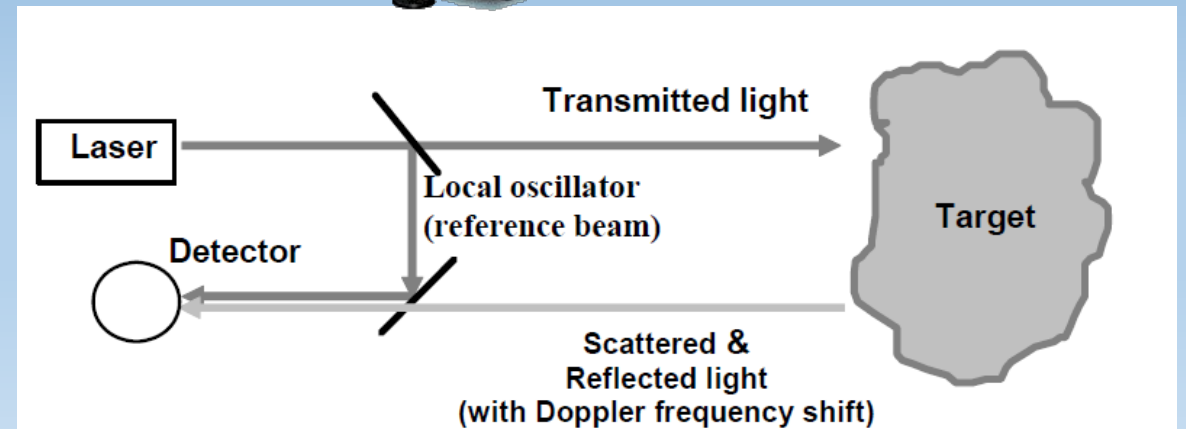 Transmitted light
Laser
Local oscillator
(reference beam)
Target
Detector
Scattered &
Reflected light
(with Doppler frequency shift)